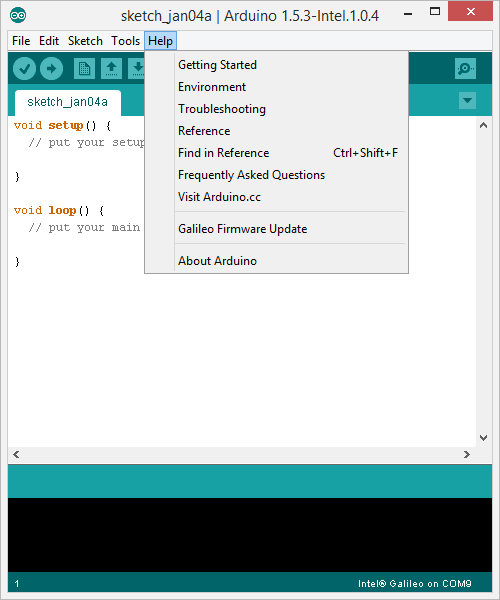 sketch_jan04a | Arduino 1.5.3-Intel.1.0.4
File Edit Sketch Tools Help
Getting Started
Environment
Troubleshooting
Reference
Find in Reference Ctrl+Shift+F
Frequently Asked Questions
Visit Arduino.cc
Galileo Firmware Update
About Arduino
sketch_jan04a
void setup() {
// put your setup
}
void loop() {
// put your main
}
1 Intel® Galileo on COM9